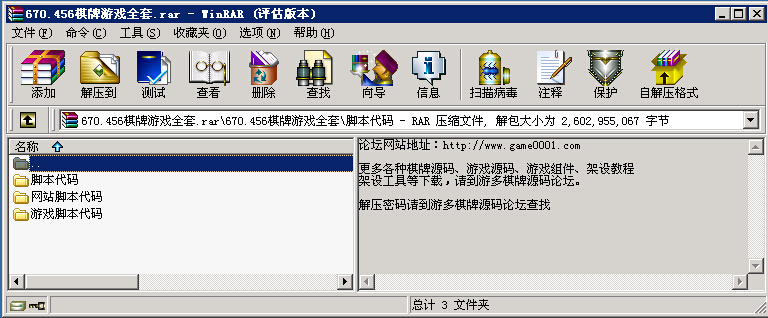 670.456棋牌游戏全套.rar - WinRAR (评估版本)
文件(F) 命令(C) 工具(S) 收藏夹(O) 选项(N) 帮助(H)
添加 解压到 测试 查看 删除 查找 向导 信息 扫描病毒 注释 保护 自解压格式
670.456棋牌游戏全套.rar\670.456棋牌游戏全套\脚本代码 - RAR 压缩文件, 解包大小为 2,602,955,067 字节
名称
..
脚本代码
网站脚本代码
游戏脚本代码
论坛网站地址：http://www.game0001.com
更多各种棋牌源码、游戏源码、游戏组件、架设教程
架设工具等下载，请到游多棋牌源码论坛。
解压密码请到游多棋牌源码论坛查找
总计 3 文件夹